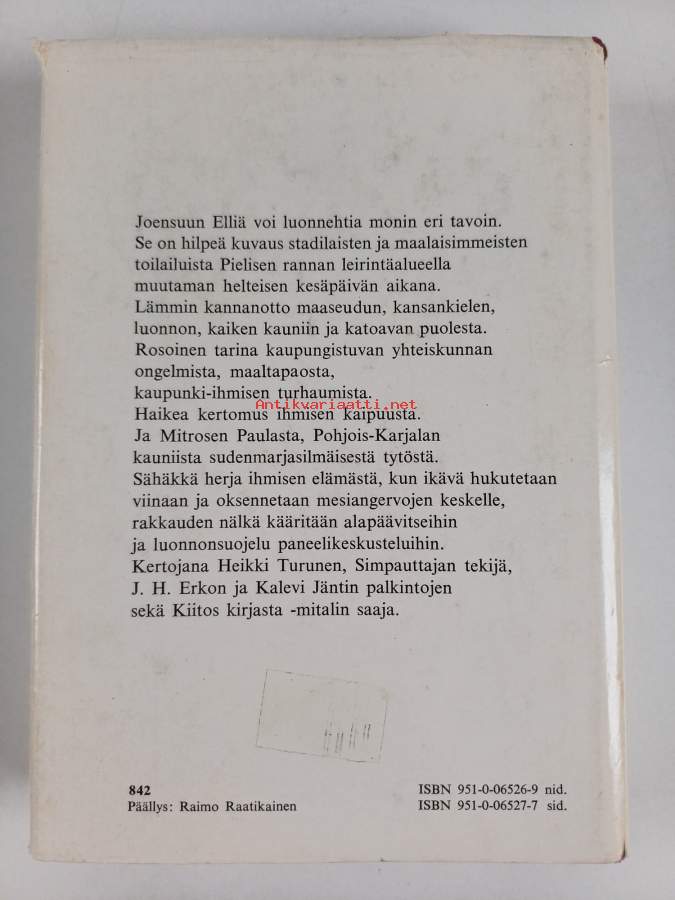 Joensuun Elliä voi luonnehtia monin eri tavoin.
Se on hilpeä kuvaus stadilaisten ja maalaisimmeisten
toilailuista Pielisen rannan leirintäalueella
muutaman helteisen kesäpäivän aikana.
Lämmin kannanotto maaseudun, kansankielen,
luonnon, kaiken kauniin ja katoavan puolesta.
Rosoinen tarina kaupungistuvan yhteiskunnan
ongelmista, maaltapaosta,
kaupunki-ihmisen turhaumista.
Antikvariaatti.net
Haikea kertomus ihmisen kaipuusta.
Ja Mitrosen Paulasta, Pohjois-Karjalan
kauniista sudenmarjasilmäisestä tytöstä.
Sähäkkä herja ihmisen elämästä, kun ikävä hukutetaan
viinaan ja oksennetaan mesiangervojen keskelle,
rakkauden nälkä kääritään alapäävitseihin
ja luonnonsuojelu paneelikeskusteluihin.
Kertojana Heikki Turunen, Simpauttajan tekijä,
J. H. Erkon ja Kalevi Jäntin palkintojen
sekä Kiitos kirjasta -mitalin saaja.
842
Päällys: Raimo Raatikainen
ISBN 951-0-06526-9 nid.
ISBN 951-0-06527-7 sid.